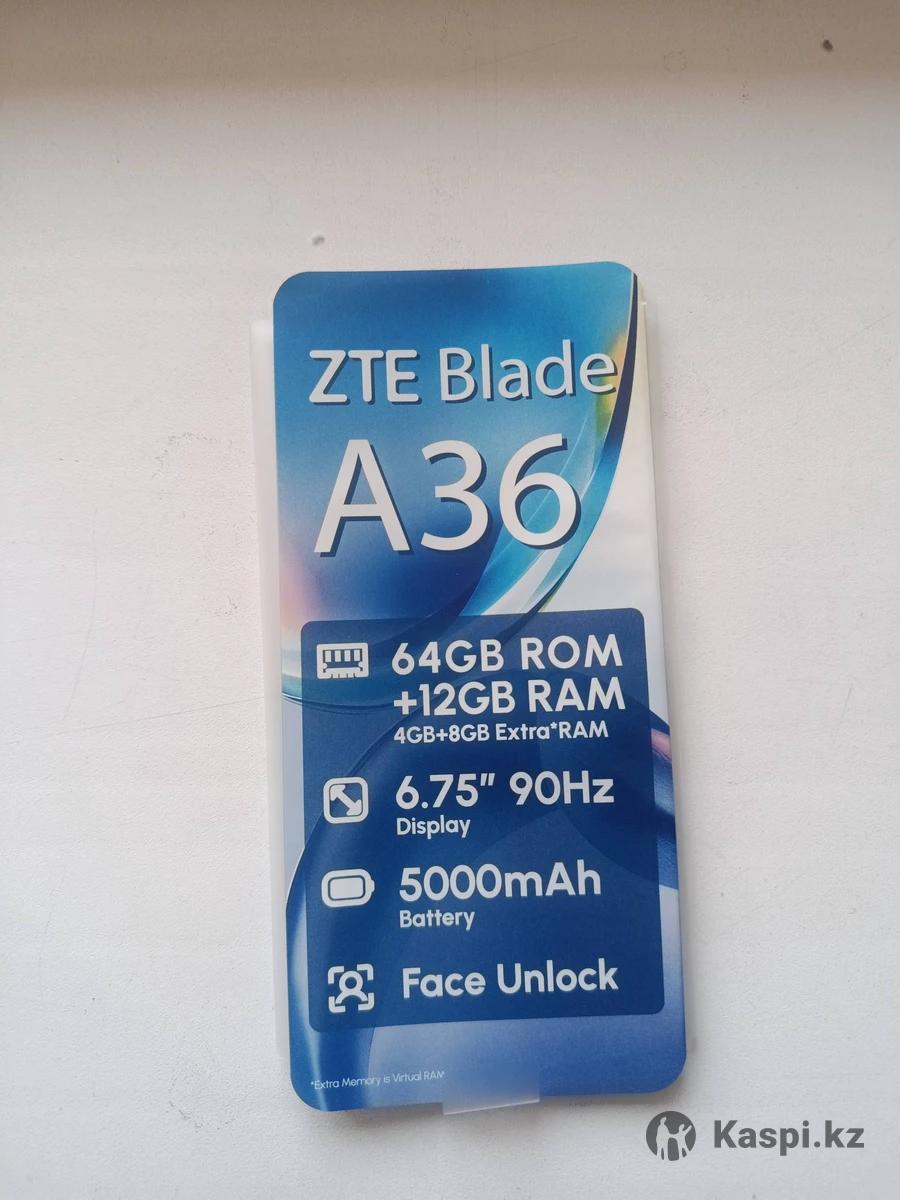 ZTE Blade
A36
64GB ROM
+12GB RAM
4GB+8GB Extra*RAM
6.75" 90Hz
Display
5000mAh
Battery
Face Unlock
*Extra Memory is Virtual RAM
Kaspi.kz